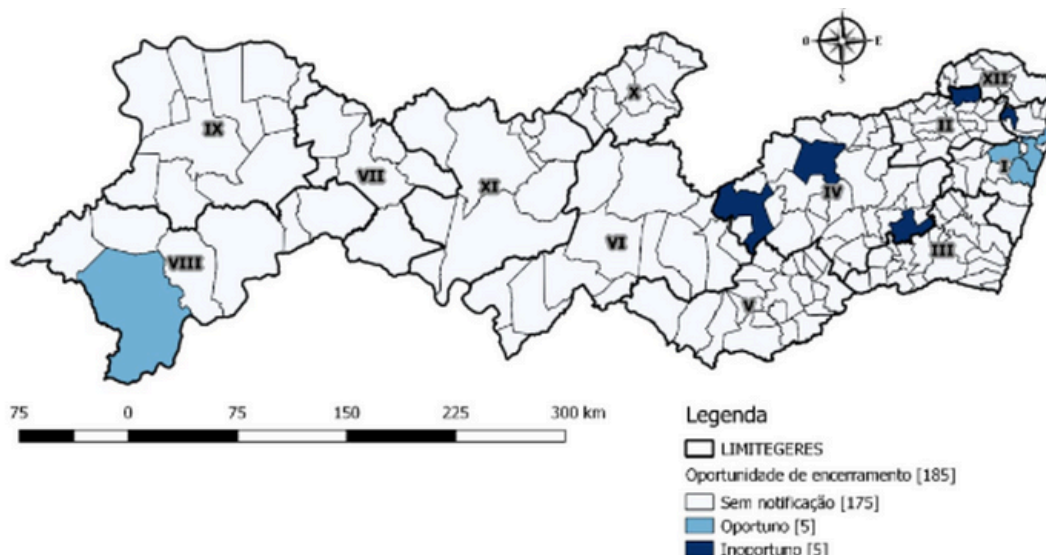 O E
S
XII
X
II
IX
I
VII
XI
IV
VI
III
VIII
V
75 0 75 150 225 300 km
Legenda
LIMITEGERES
Oportunidade de encerramento [185]
Sem notificação [175]
Oportuno [5]
Inoportuno [5]